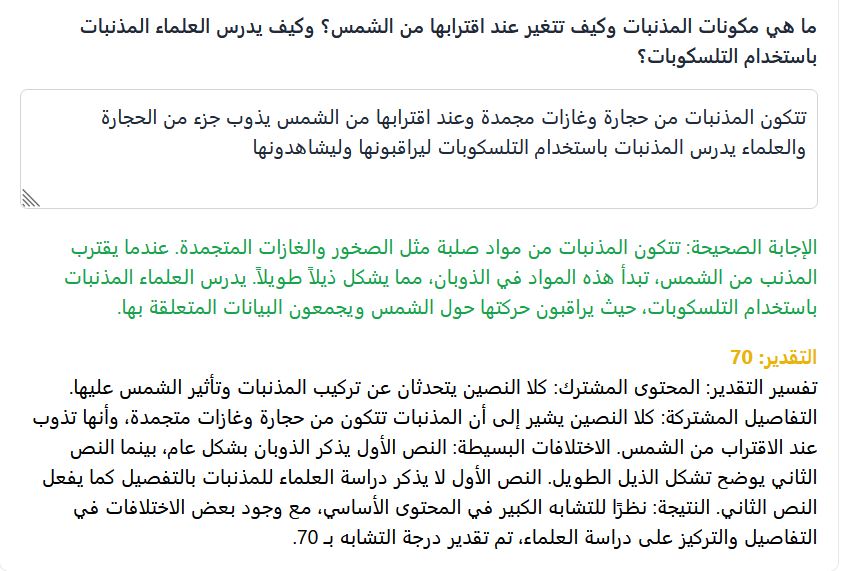 ما هي مكونات المذنبات وكيف تتغير عند اقترابها من الشمس؟ وكيف يدرس العلماء المذنبات
باستخدام التلسكوبات؟
تتكون المذنبات من حجارة وغازات مجمدة وعند اقترابها من الشمس يذوب جزء من الحجارة
والعلماء يدرس المذنبات باستخدام التلسكوبات ليراقبونها وليشاهدونها
الإجابة الصحيحة: تتكون المذنبات من مواد صلبة مثل الصخور والغازات المتجمدة. عندما يقترب
المذنب من الشمس، تبدأ هذه المواد في الذوبان، مما يشكل ذيلاً طويلاً. يدرس العلماء المذنبات
باستخدام التلسكوبات، حيث يراقبون حركتها حول الشمس ويجمعون البيانات المتعلقة بها.
التقدير: 70
تفسير التقدير: المحتوى المشترك: كلا النصين يتحدثان عن تركيب المذنبات وتأثير الشمس عليها.
التفاصيل المشتركة: كلا النصين يشير إلى أن المذنبات تتكون من حجارة وغازات متجمدة، وأنها تذوب
عند الاقتراب من الشمس. الاختلافات البسيطة: النص الأول يذكر الذوبان بشكل عام، بينما النص
الثاني يوضح تشكل الذيل الطويل. النص الأول لا يذكر دراسة العلماء للمذنبات بالتفصيل كما يفعل
النص الثاني. النتيجة: نظرًا للتشابه الكبير في المحتوى الأساسي، مع وجود بعض الاختلافات في
التفاصيل والتركيز على دراسة العلماء، تم تقدير درجة التشابه بـ 70.